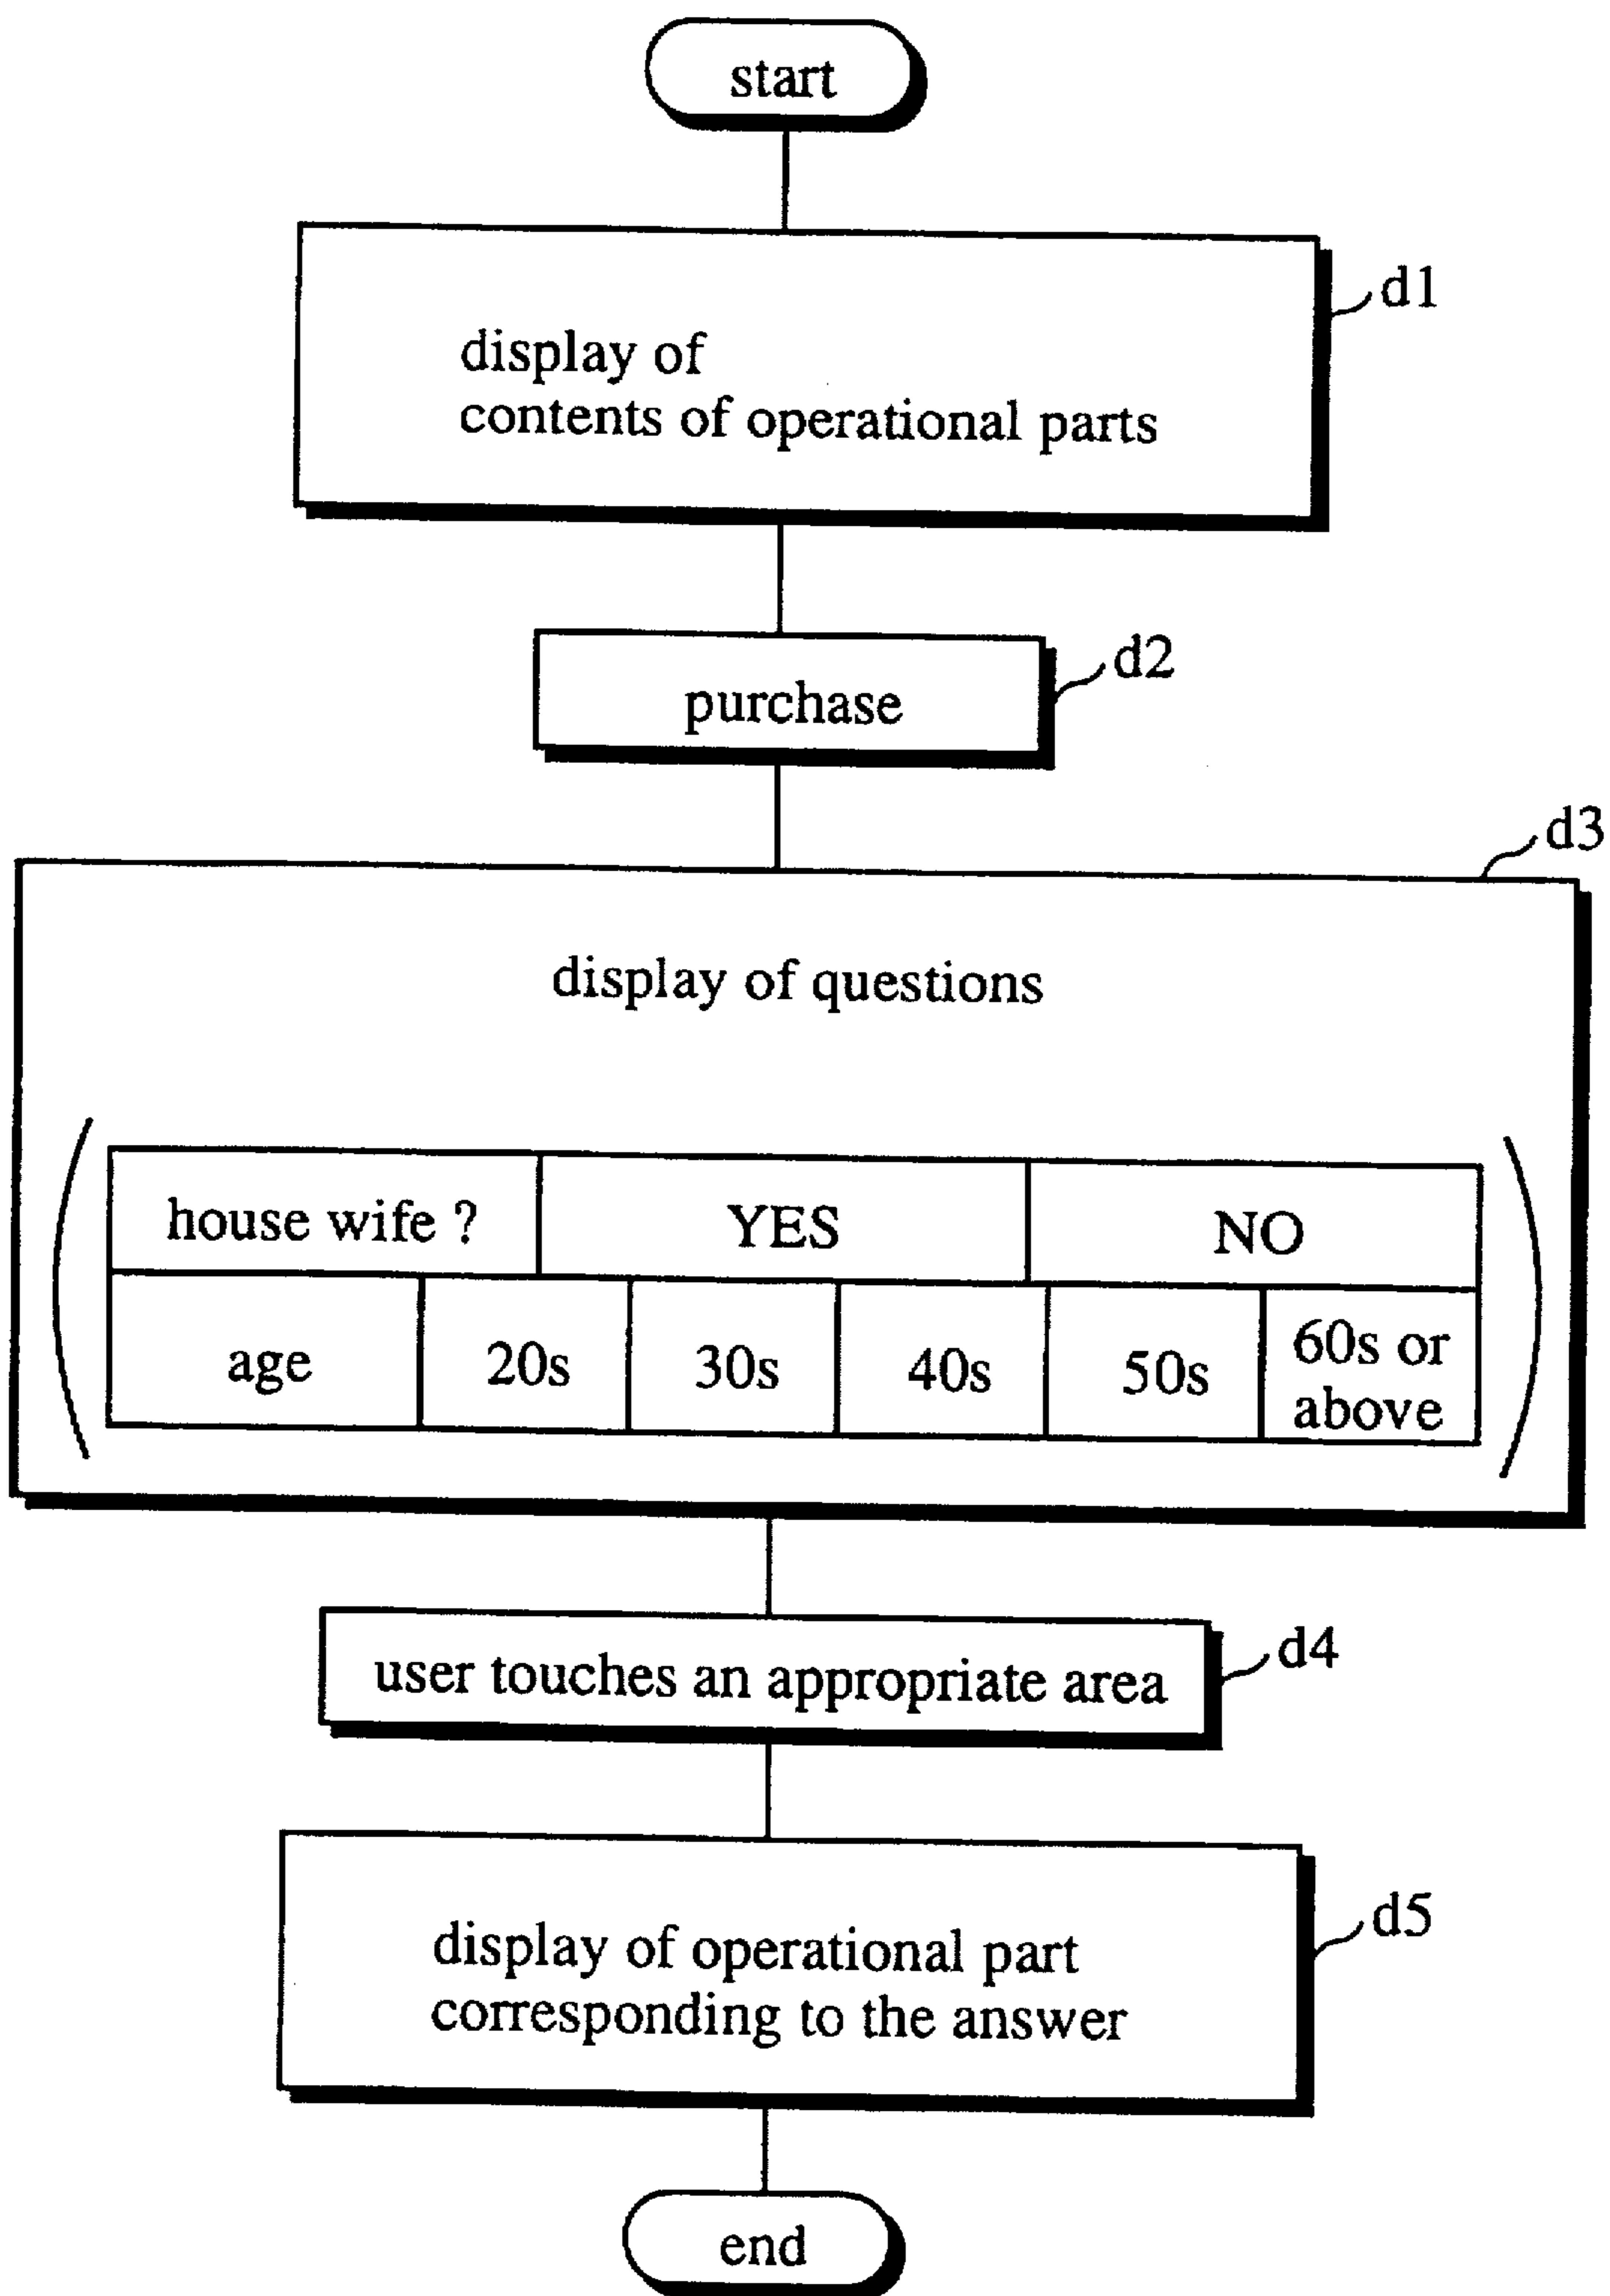 start
d1
display of
contents of operational parts
d2
purchase
d3
display of questions
house wife ? YES NO
age 20s 30s 40s 50s 60s or above
user touches an appropriate area
d4
display of operational part
corresponding to the answer
d5
end